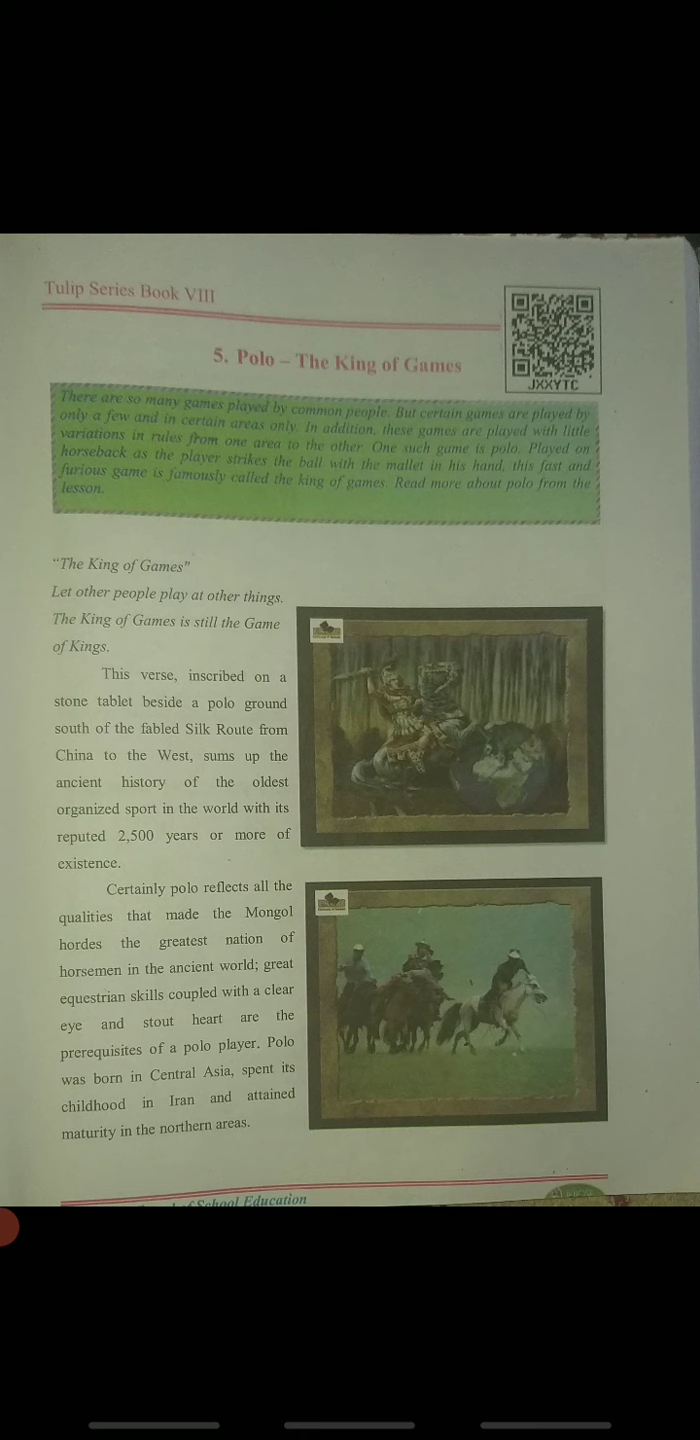 Tulip Series Book VIII
JXXYTC
5. Polo – The King of Games
There are so many games played by common people. But certain games are played by
only a few and in certain areas only. In addition, these games are played with little
variations in rules from one area to the other. One such game is polo. Played on
horseback as the player strikes the ball with the mallet in his hand, this fast and
furious game is famously called the king of games. Read more about polo from the
lesson.
"The King of Games"
Let other people play at other things.
The King of Games is still the Game
of Kings.
This verse, inscribed on a
stone tablet beside a polo ground
south of the fabled Silk Route from
China to the West, sums up the
ancient history of the oldest
organized sport in the world with its
reputed 2,500 years or more of
existence.
Certainly polo reflects all the
qualities that made the Mongol
hordes the greatest nation of
horsemen in the ancient world; great
equestrian skills coupled with a clear
eye and stout heart are the
prerequisites of a polo player. Polo
was born in Central Asia, spent its
childhood in Iran and attained
maturity in the northern areas.
of School Education